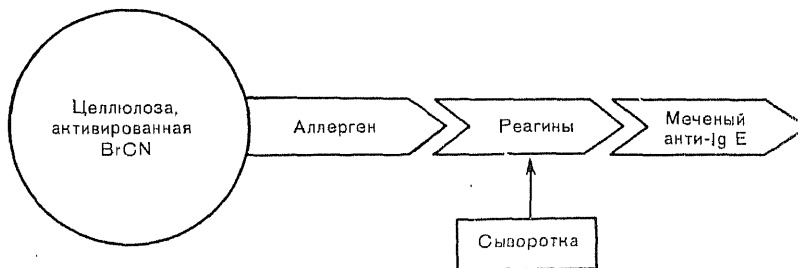 Целлюлоза,
активированная
BrCN
Аллерген
Реагины
Меченый
анти-Ig E
Сыворотка